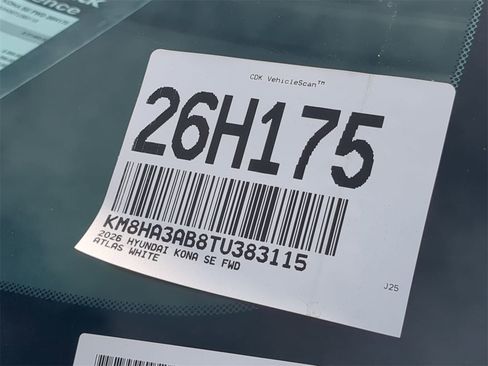 CDK VehicleScan™
26H175
KM8HA3AB8TU383115
2026 HYUNDAI KONA SE FWD
ATLAS WHITE
J25